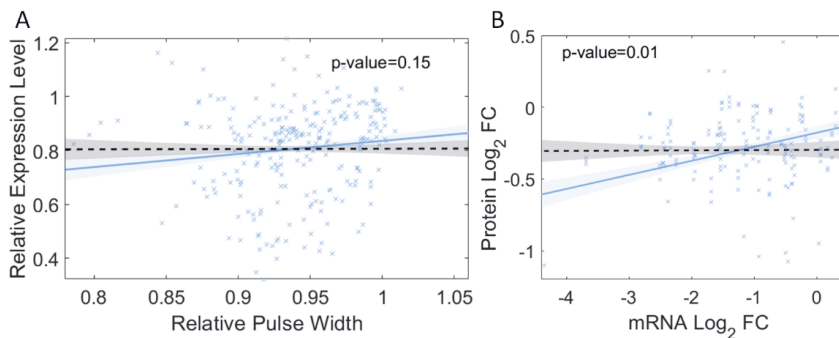 A
p-value=0.15
Relative Expression Level
1.2
1
0.8
0.6
0.4
0.8 0.85 0.9 0.95 1 1.05
Relative Pulse Width
B
p-value=0.01
Protein Log2 FC
0.5
0
-0.5
-1
-4 -3 -2 -1 0
mRNA Log2 FC